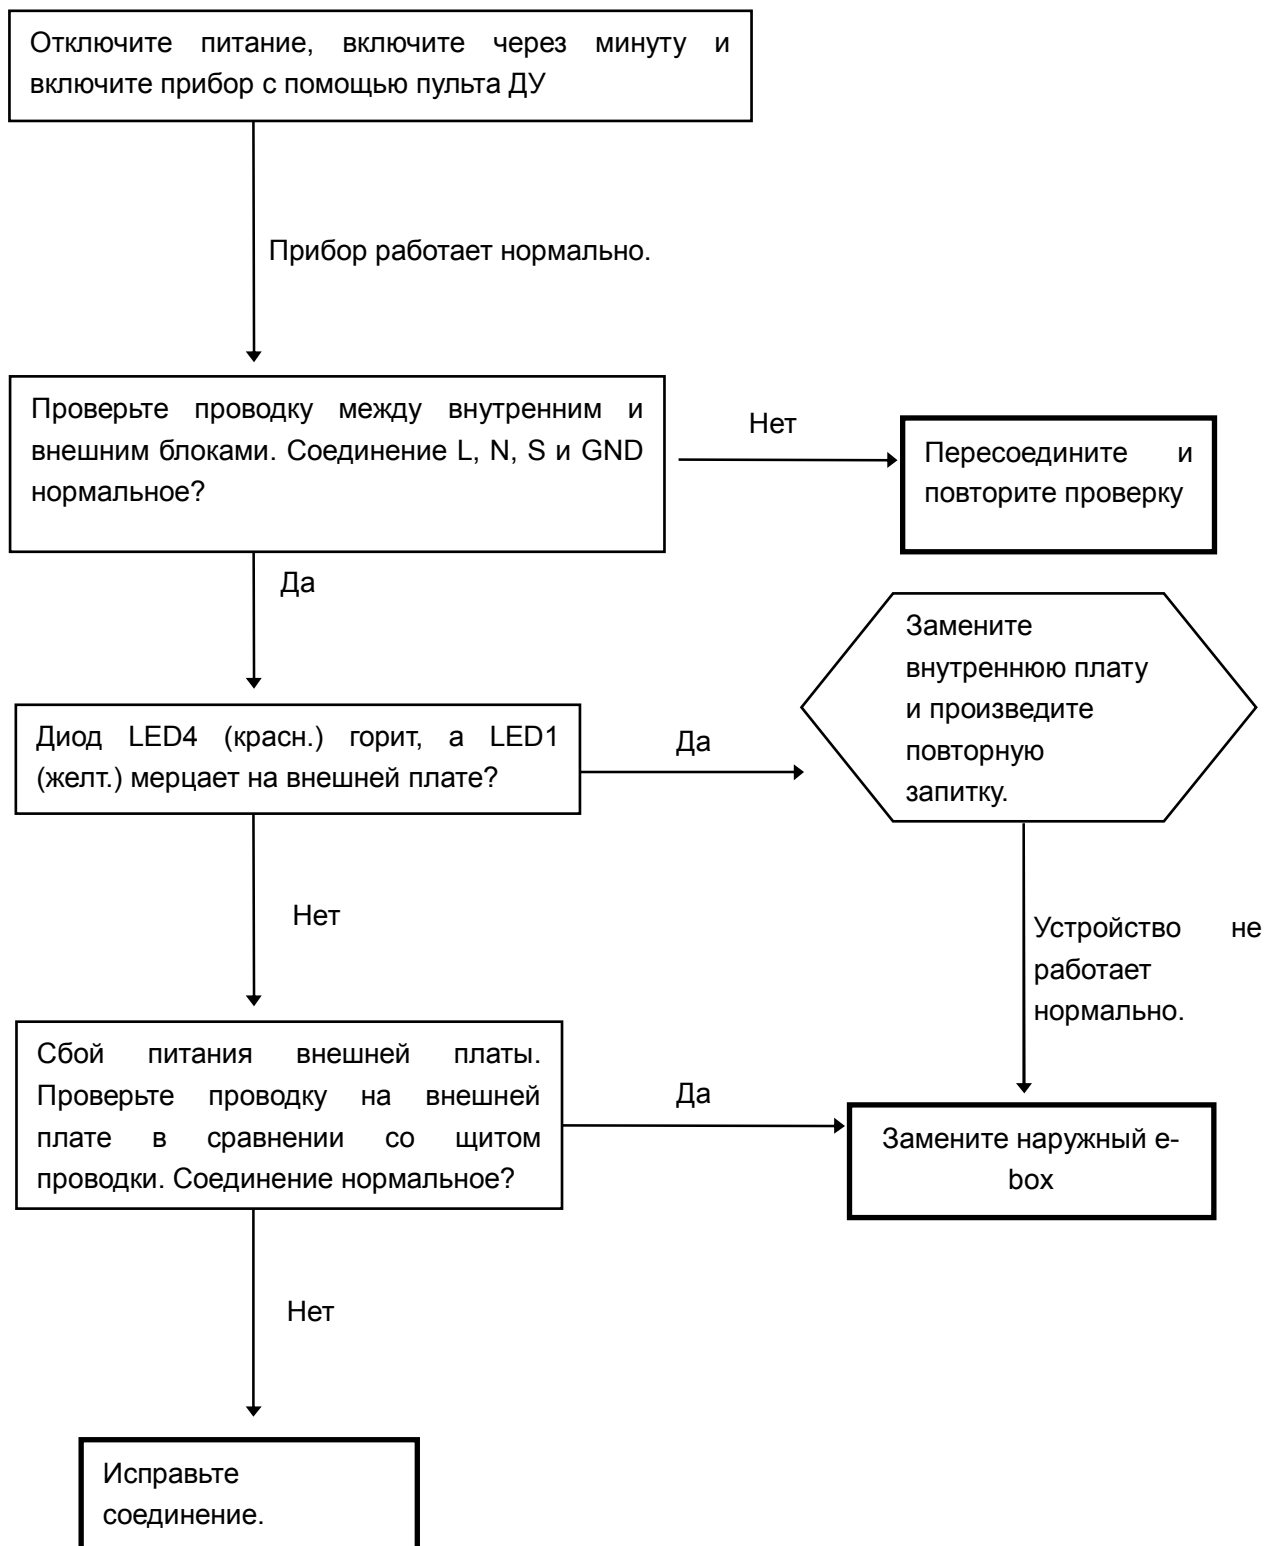 Отключите питание, включите через минуту и
включите прибор с помощью пульта ДУ
Прибор работает нормально.
Проверьте проводку между внутренним и
внешним блоками. Соединение L, N, S и GND
нормальное?
Нет
Пересоедините и
повторите проверку
Да
Замените
внутреннюю плату
и произведите
повторную
запитку.
Диод LED4 (красн.) горит, а LED1
(желт.) мерцает на внешней плате?
Да
Нет
Устройство не
работает
нормально.
Сбой питания внешней платы.
Проверьте проводку на внешней
плате в сравнении со щитом
проводки. Соединение нормальное?
Да
Замените наружный e-
box
Нет
Исправьте
соединение.